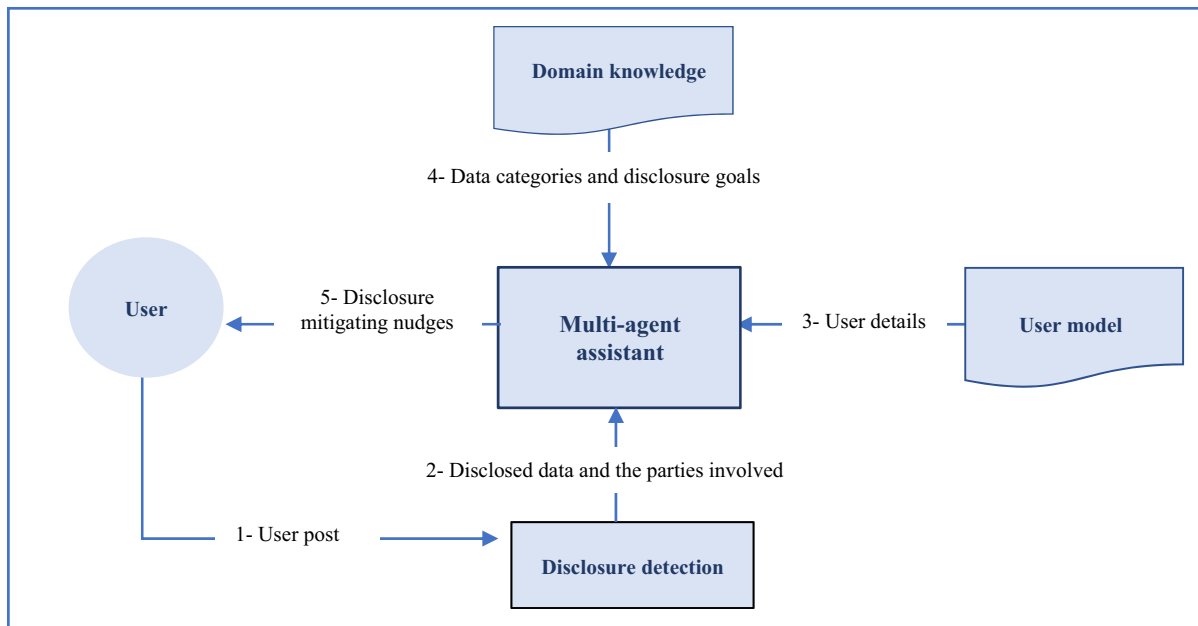 Domain knowledge
4- Data categories and disclosure goals
User
5- Disclosure
mitigating nudges
Multi-agent
assistant
3- User details
User model
2- Disclosed data and the parties involved
1- User post
Disclosure detection